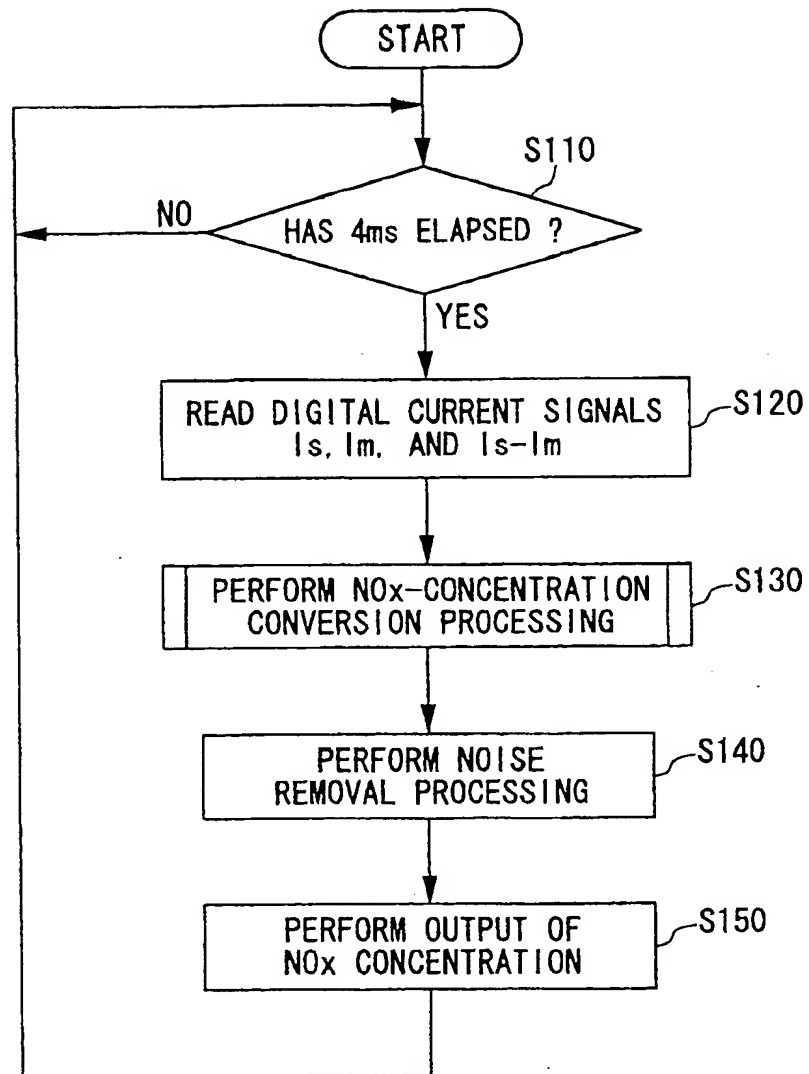 START
S110
NO
HAS 4ms ELAPSED ?
YES
READ DIGITAL CURRENT SIGNALS
Is, Im, AND Is-Im
S120
PERFORM NOx-CONCENTRATION
CONVERSION PROCESSING
S130
PERFORM NOISE
REMOVAL PROCESSING
S140
PERFORM OUTPUT OF
NOx CONCENTRATION
S150